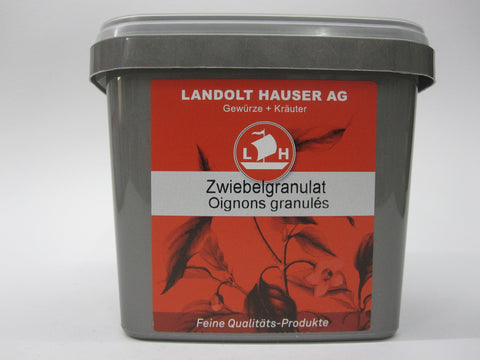 LANDOLT HAUSER AG
Gewürze + Kräuter
L H
Zwiebelgranulat
Oignons granulés
Feine Qualitäts-Produkte